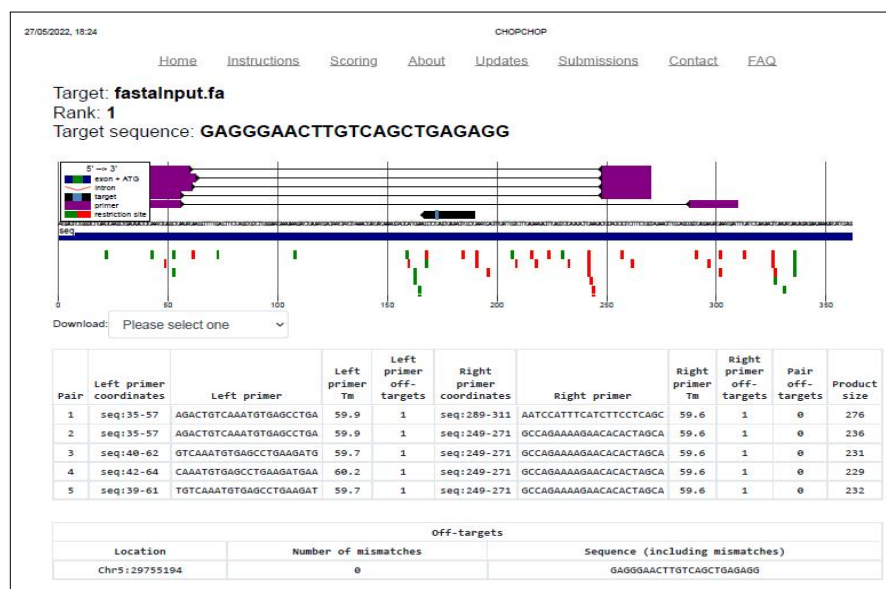 27/05/2022, 18:24 CHOPCHOP
Home Instructions Scoring About Updates Submissions Contact FAQ
Target: fastaInput.fa
Rank: 1
Target sequence: GAGGGAACTTGTCAGCTGAGAGG
5' —> 3'
exon + ATG
intron
target
primer
restriction site
seq
0 50 100 150 200 250 300 350
Download: Please select one
Pair Left primer coordinates Left primer Left primer Tm Left primer off-targets Right primer coordinates Right primer Right primer Tm Right primer off-targets Pair off-targets Product size
1 seq:35-57 AGACTGTCAAATGTGAGCCTGA 59.9 1 seq:289-311 AATCCATTTCATCTTCCTCAGC 59.6 1 0 276
2 seq:35-57 AGACTGTCAAATGTGAGCCTGA 59.9 1 seq:249-271 GCCAGAAAAGAACACACTAGCA 59.6 1 0 236
3 seq:40-62 GTCAAATGTGAGCCTGAAGATG 59.7 1 seq:249-271 GCCAGAAAAGAACACACTAGCA 59.6 1 0 231
4 seq:42-64 CAAATGTGAGCCTGAAGATGAA 60.2 1 seq:249-271 GCCAGAAAAGAACACACTAGCA 59.6 1 0 229
5 seq:39-61 TGTCAAATGTGAGCCTGAAGAT 59.7 1 seq:249-271 GCCAGAAAAGAACACACTAGCA 59.6 1 0 232
Off-targets
Location Number of mismatches Sequence (including mismatches)
Chr5:29755194 0 GAGGGAACTTGTCAGCTGAGAGG